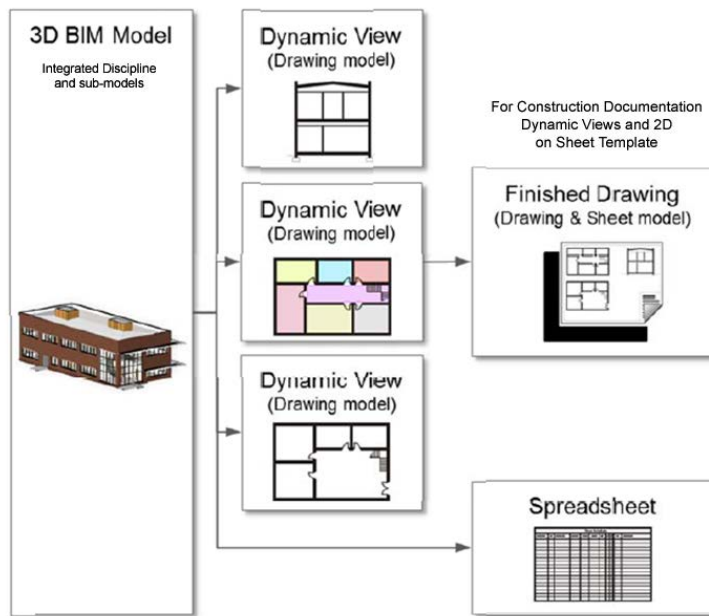 3D BIM Model
Integrated Discipline
and sub-models
Dynamic View
(Drawing model)
Dynamic View
(Drawing model)
Dynamic View
(Drawing model)
For Construction Documentation
Dynamic Views and 2D
on Sheet Template
Finished Drawing
(Drawing & Sheet model)
Spreadsheet